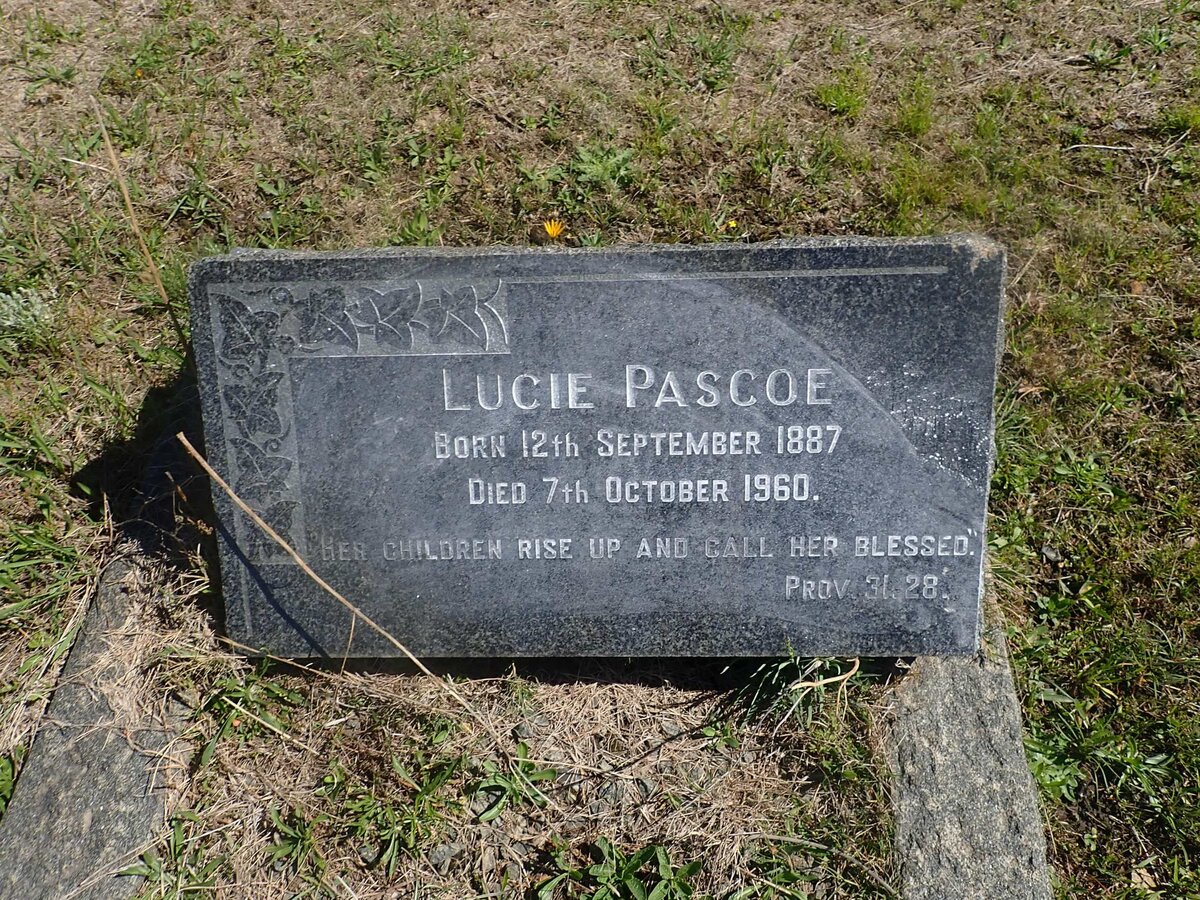 LUCIE PASCOE
BORN 12th SEPTEMBER 1887
DIED 7th OCTOBER 1960.
HER CHILDREN RISE UP AND CALL HER BLESSED."
PROV. 31.28.